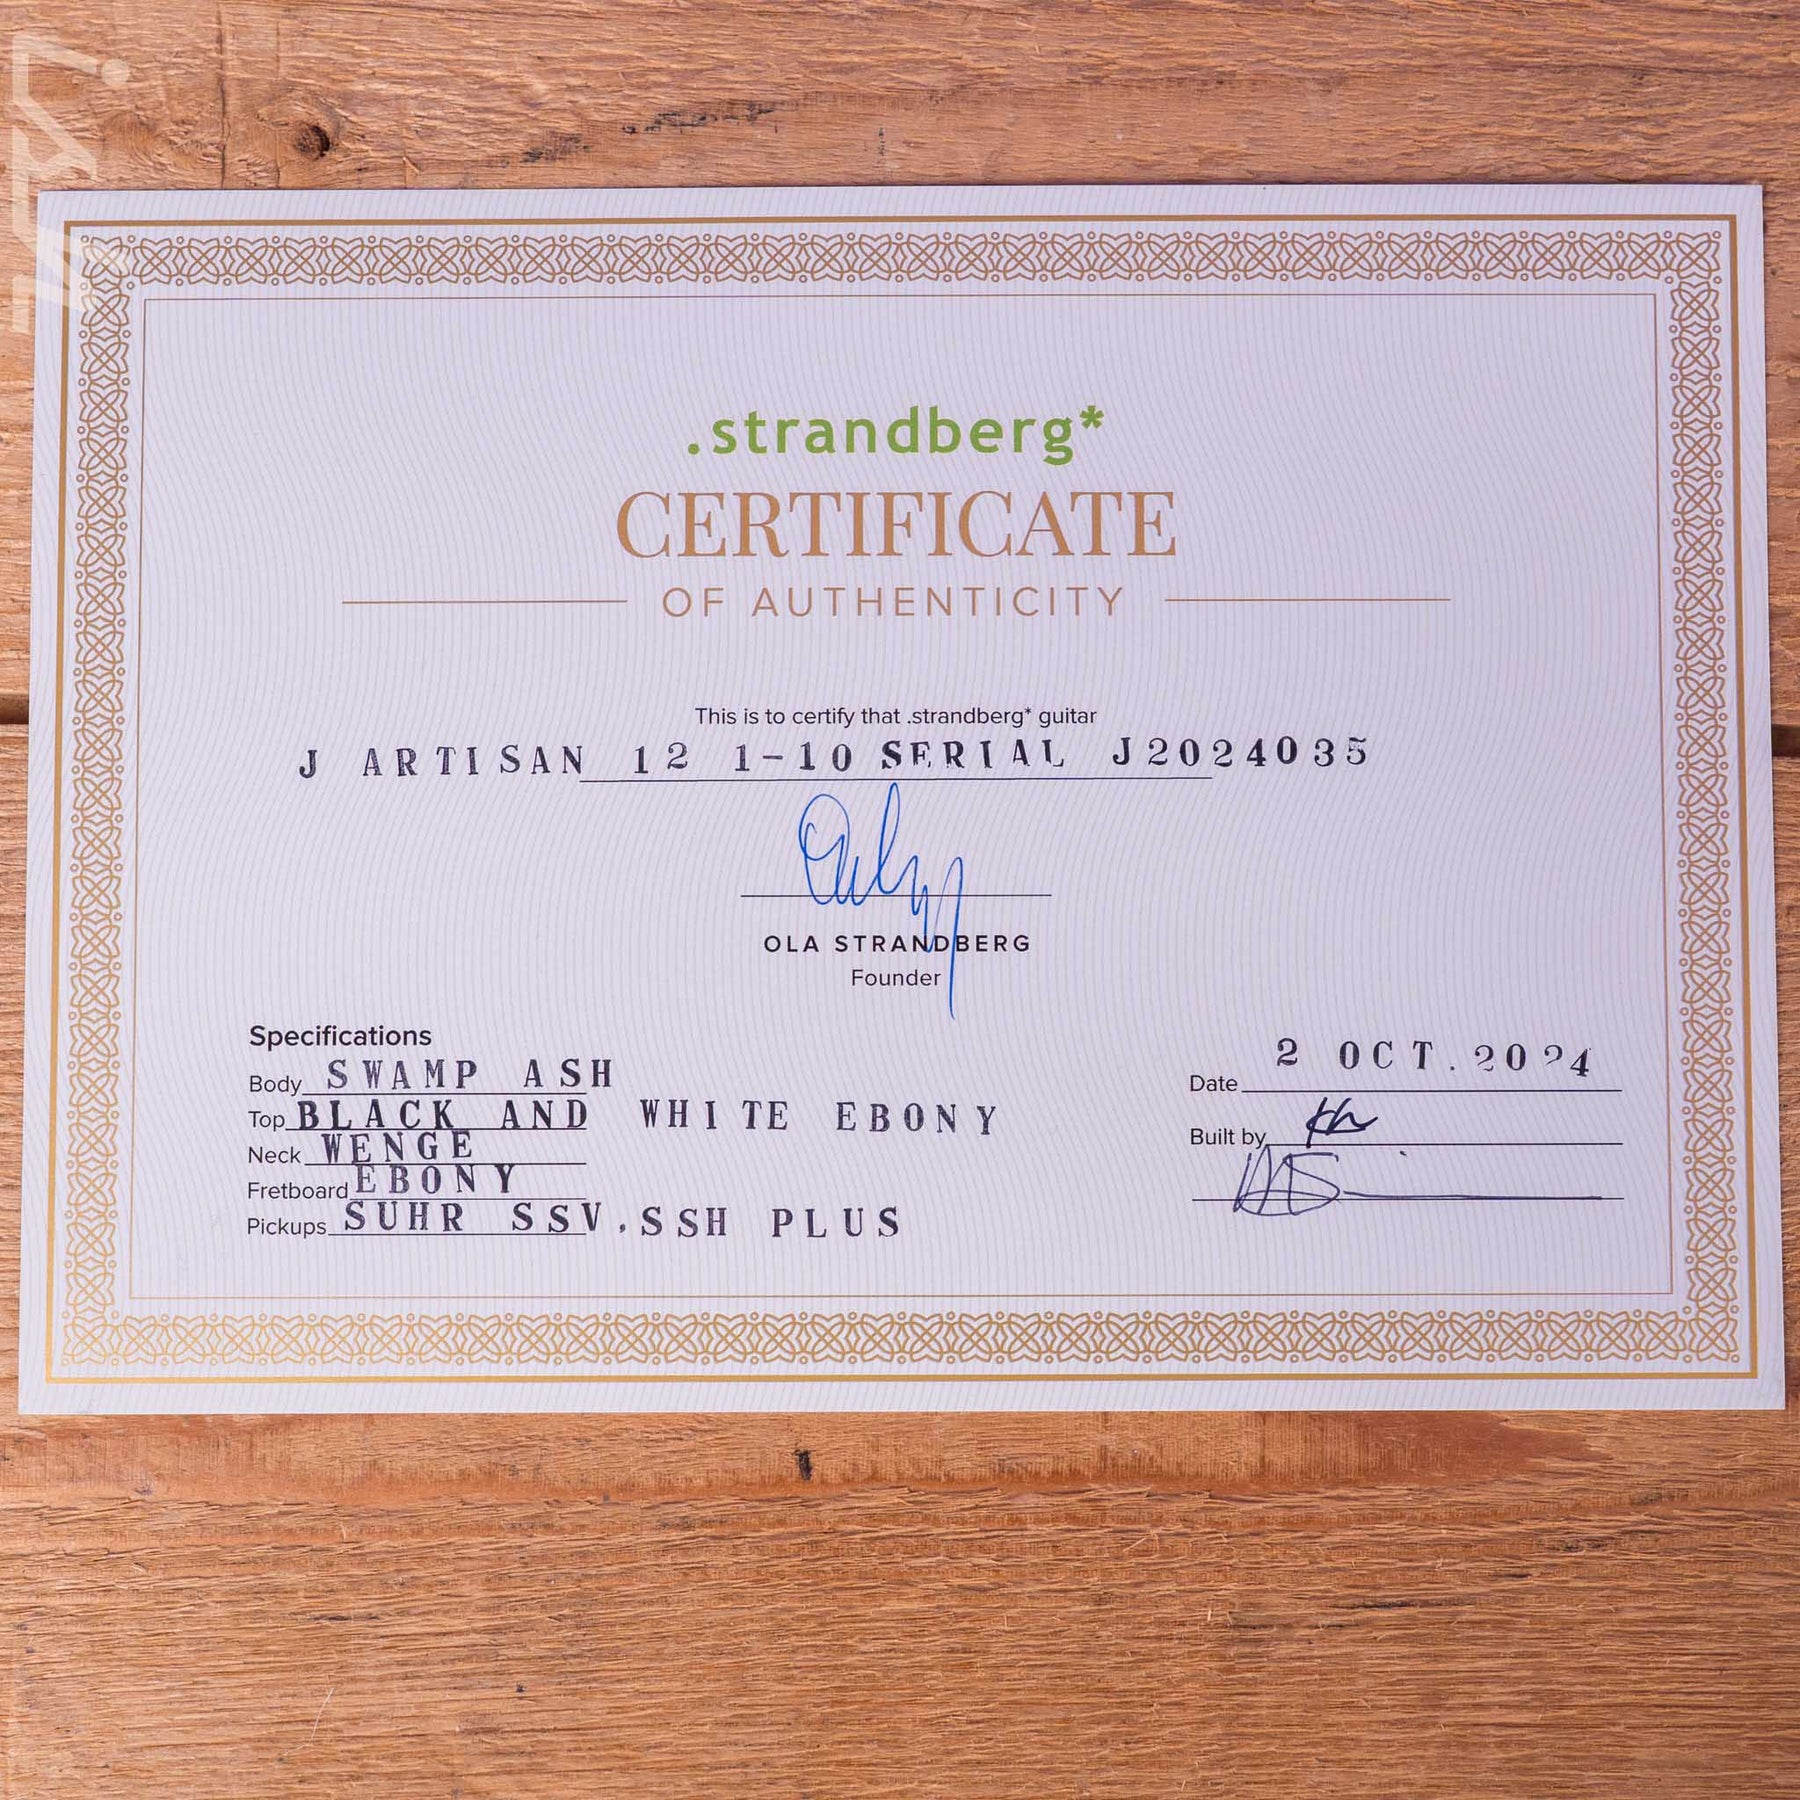 .strandberg*
CERTIFICATE
OF AUTHENTICITY
This is to certify that .strandberg* guitar
J ARTISAN 12 1-10 SERIAL J2024035
OLA STRANDBERG
Founder
Specifications
Body SWAMP ASH
Top BLACK AND WHITE EBONY
Neck WENGE
Fretboard EBONY
Pickups SUHR SSV.SSH PLUS
Date 2 OCT.2024
Built by